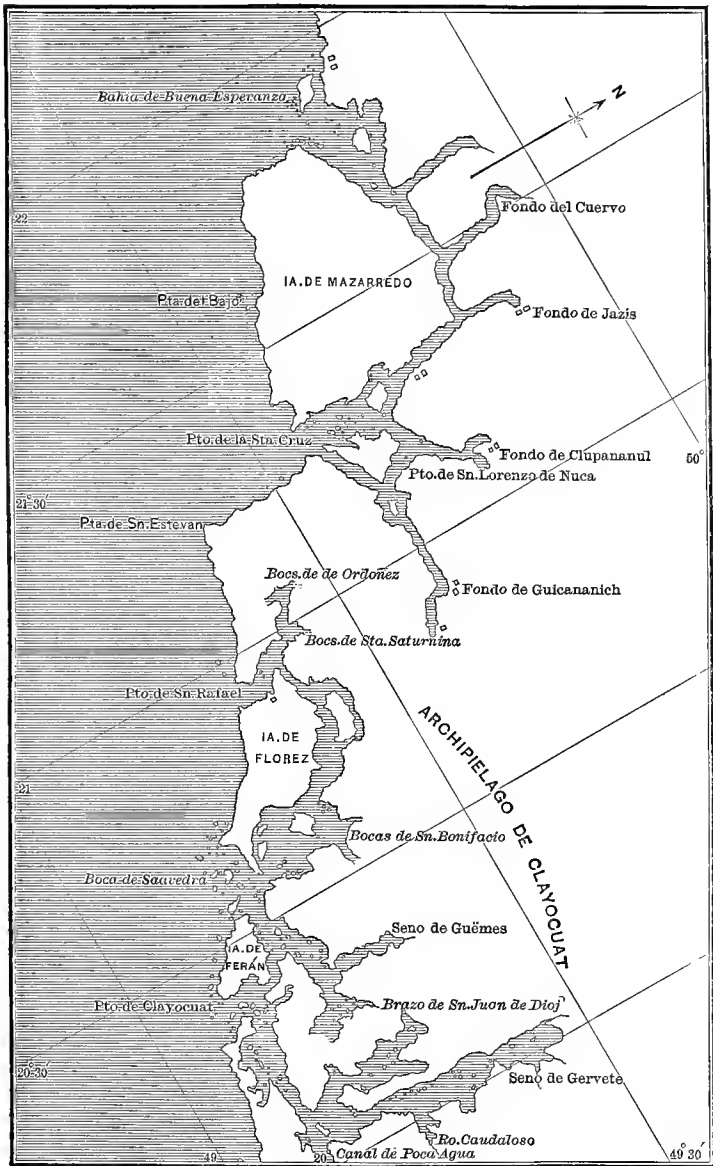 Bahia de Buena Esperanza
N
Fondo del Cuervo
22
IA. DE MAZARREDO
Pta. del Bajo
Fondo de Jazis
Pto. de la Sta. Cruz
Fondo de Clupananul
50°
Pto. de Sn. Lorenzo de Nuca
21°30'
Pta. de Sn. Estevan
Bocs. de de Ordoñez
Fondo de Guicananich
Bocs. de Sta. Saturnina
Pto. de Sn. Rafael
IA. DE
FLOREZ
ARCHIPIELAGO DE CLAYOCUAT
21
Bocas de Sn. Bonifacio
Boca de Saavedra
Seno de Guëmes
IA. DE
FERÁN
Pto. de Clayocuat
Brazo de Sn. Juan de Dioj
20°30'
Seno de Gervete
Ro. Caudaloso
49
20
Canal de Poca Agua
49°30'